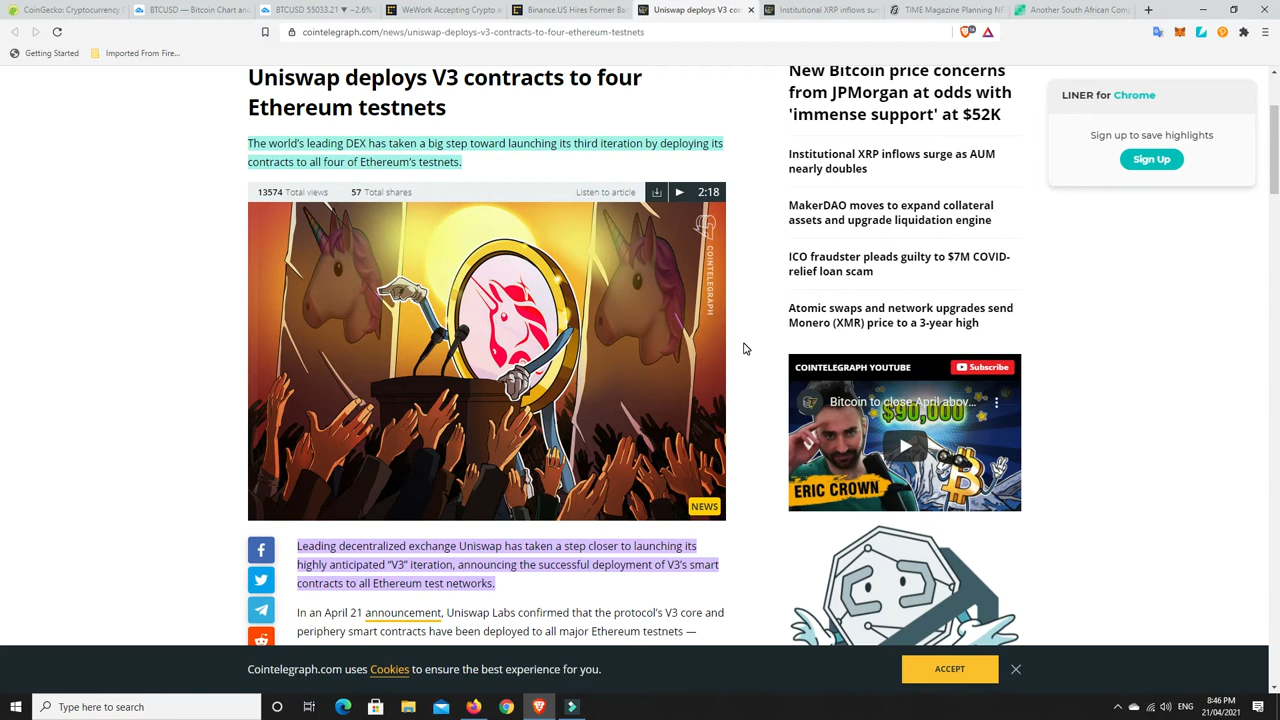 CoinGecko: Cryptocurrency
BTCUSD — Bitcoin Chart an
BTCUSD 55033.21 ▼ −2.6%
WeWork Accepting Crypto a
Binance.US Hires Former Ba
Uniswap deploys V3 con
Institutional XRP inflows sur
TIME Magazine Planning N
Another South African Com
cointelegraph.com/news/uniswap-deploys-v3-contracts-to-four-ethereum-testnets
Getting Started
Imported From Fire...
Uniswap deploys V3 contracts to four
Ethereum testnets
The world's leading DEX has taken a big step toward launching its third iteration by deploying its
contracts to all four of Ethereum's testnets.
13574 Total views
57 Total shares
Listen to article
2:18
COINTELEGRAPH
NEWS
Leading decentralized exchange Uniswap has taken a step closer to launching its
highly anticipated “V3” iteration, announcing the successful deployment of V3's smart
contracts to all Ethereum test networks.
In an April 21 announcement, Uniswap Labs confirmed that the protocol's V3 core and
periphery smart contracts have been deployed to all major Ethereum testnets —
New Bitcoin price concerns
from JPMorgan at odds with
'immense support' at $52K
Institutional XRP inflows surge as AUM
nearly doubles
MakerDAO moves to expand collateral
assets and upgrade liquidation engine
ICO fraudster pleads guilty to $7M COVID-
relief loan scam
Atomic swaps and network upgrades send
Monero (XMR) price to a 3-year high
COINTELEGRAPH YOUTUBE
Subscribe
Bitcoin to close April abov...
$90,000
ERIC CROWN
LINER for Chrome
Sign up to save highlights
Sign Up
Cointelegraph.com uses Cookies to ensure the best experience for you.
ACCEPT
Type here to search
ENG
8:46 PM
21/04/2021